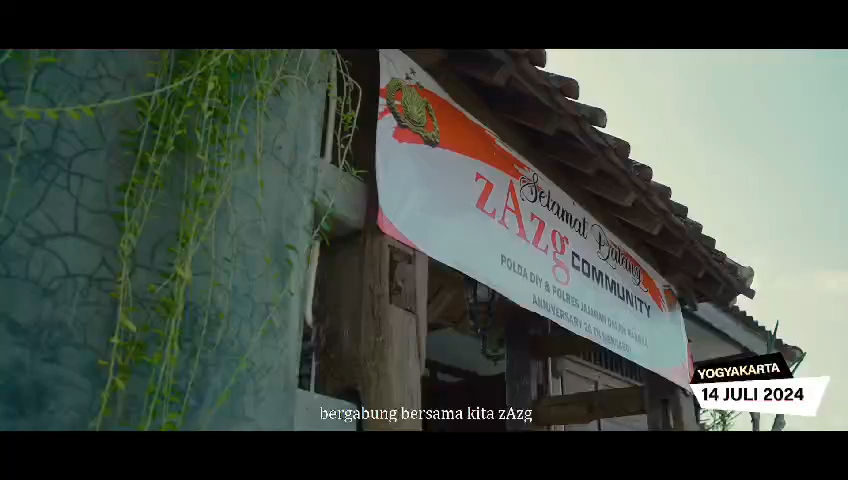 Selamat Datang
zAzg COMMUNITY
POLDA DIY & POLRES
ANNIVERSARY
YOGYAKARTA
14 JULI 2024
bergabung bersama kita zAzg